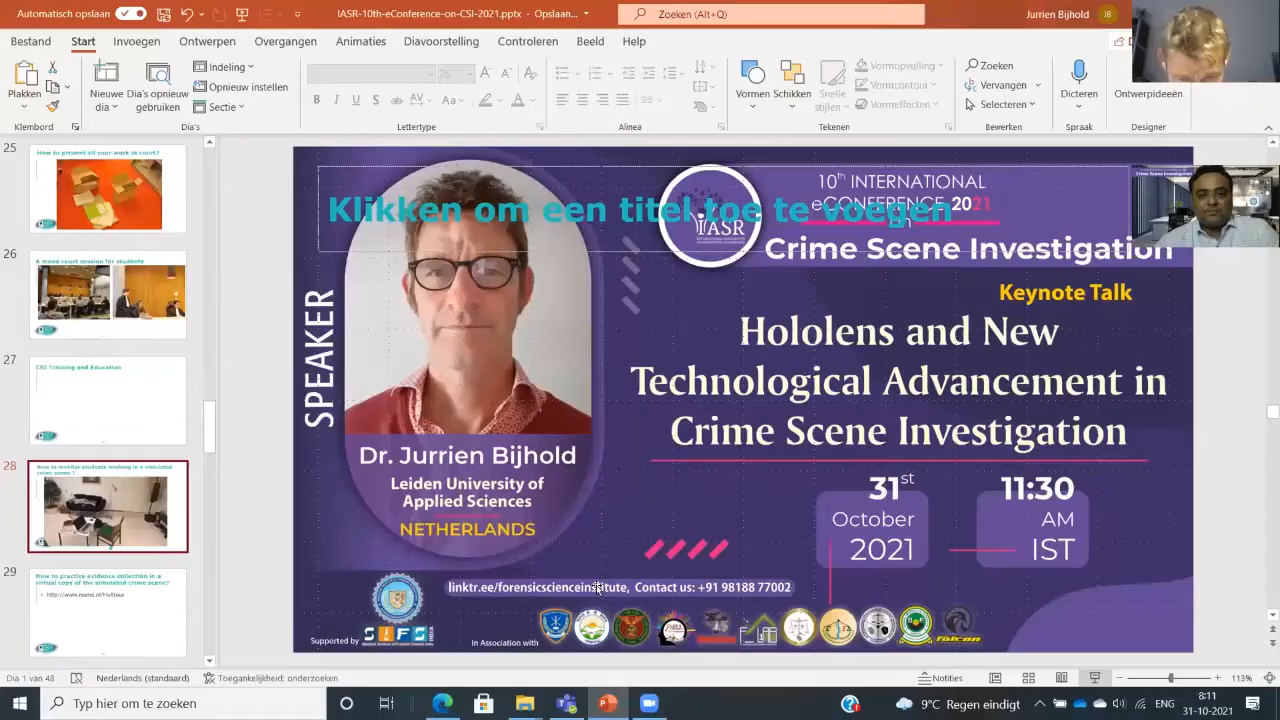 Automatisch opslaan
IASR-10th-eConference-on-CSI-2021.pptx - Opslaan...
Zoeken (Alt+Q)
Jurrien Bijhold
JB
Bestand
Start
Invoegen
Ontwerpen
Overgangen
Animaties
Diavoorstelling
Controleren
Beeld
Help
Plakken
Klembord
Nieuwe dia
Dia's opnieuw gebruiken
Indeling
Opnieuw instellen
Sectie
Dia's
Lettertype
Alinea
Vormen
Schikken
Snelle stijlen
Vormopvulling
Vormcontour
Vormeffecten
Tekenen
Zoeken
Vervangen
Selecteren
Bewerken
Dicteren
Spraak
Ontwerpideeën
Designer
25
How to present all your work in court?
26
A mood court session for students
27
CSI Training and Education
28
How to monitor students working in a simulated
crime scene ?
29
How to practice evidence collection in a
virtual copy of the simulated crime scene?
Klikken om een titel toe te voegen
10th INTERNATIONAL
eCONFERENCE 2021
on
Crime Scene Investigation
IASR
Keynote Talk
Hololens and New
Technological Advancement in
Crime Scene Investigation
SPEAKER
Dr. Jurrien Bijhold
Leiden University of
Applied Sciences
NETHERLANDS
31st
October
2021
11:30
AM
IST
Supported by
SIFS
In Association with
Falcon
Crime Scene Investigation
Dia 1 van 48
Nederlands (standaard)
Toegankelijkheid: onderzoeken
Notities
113%
Typ hier om te zoeken
9°C Regen eindigt
ENG
8:11
31-10-2021